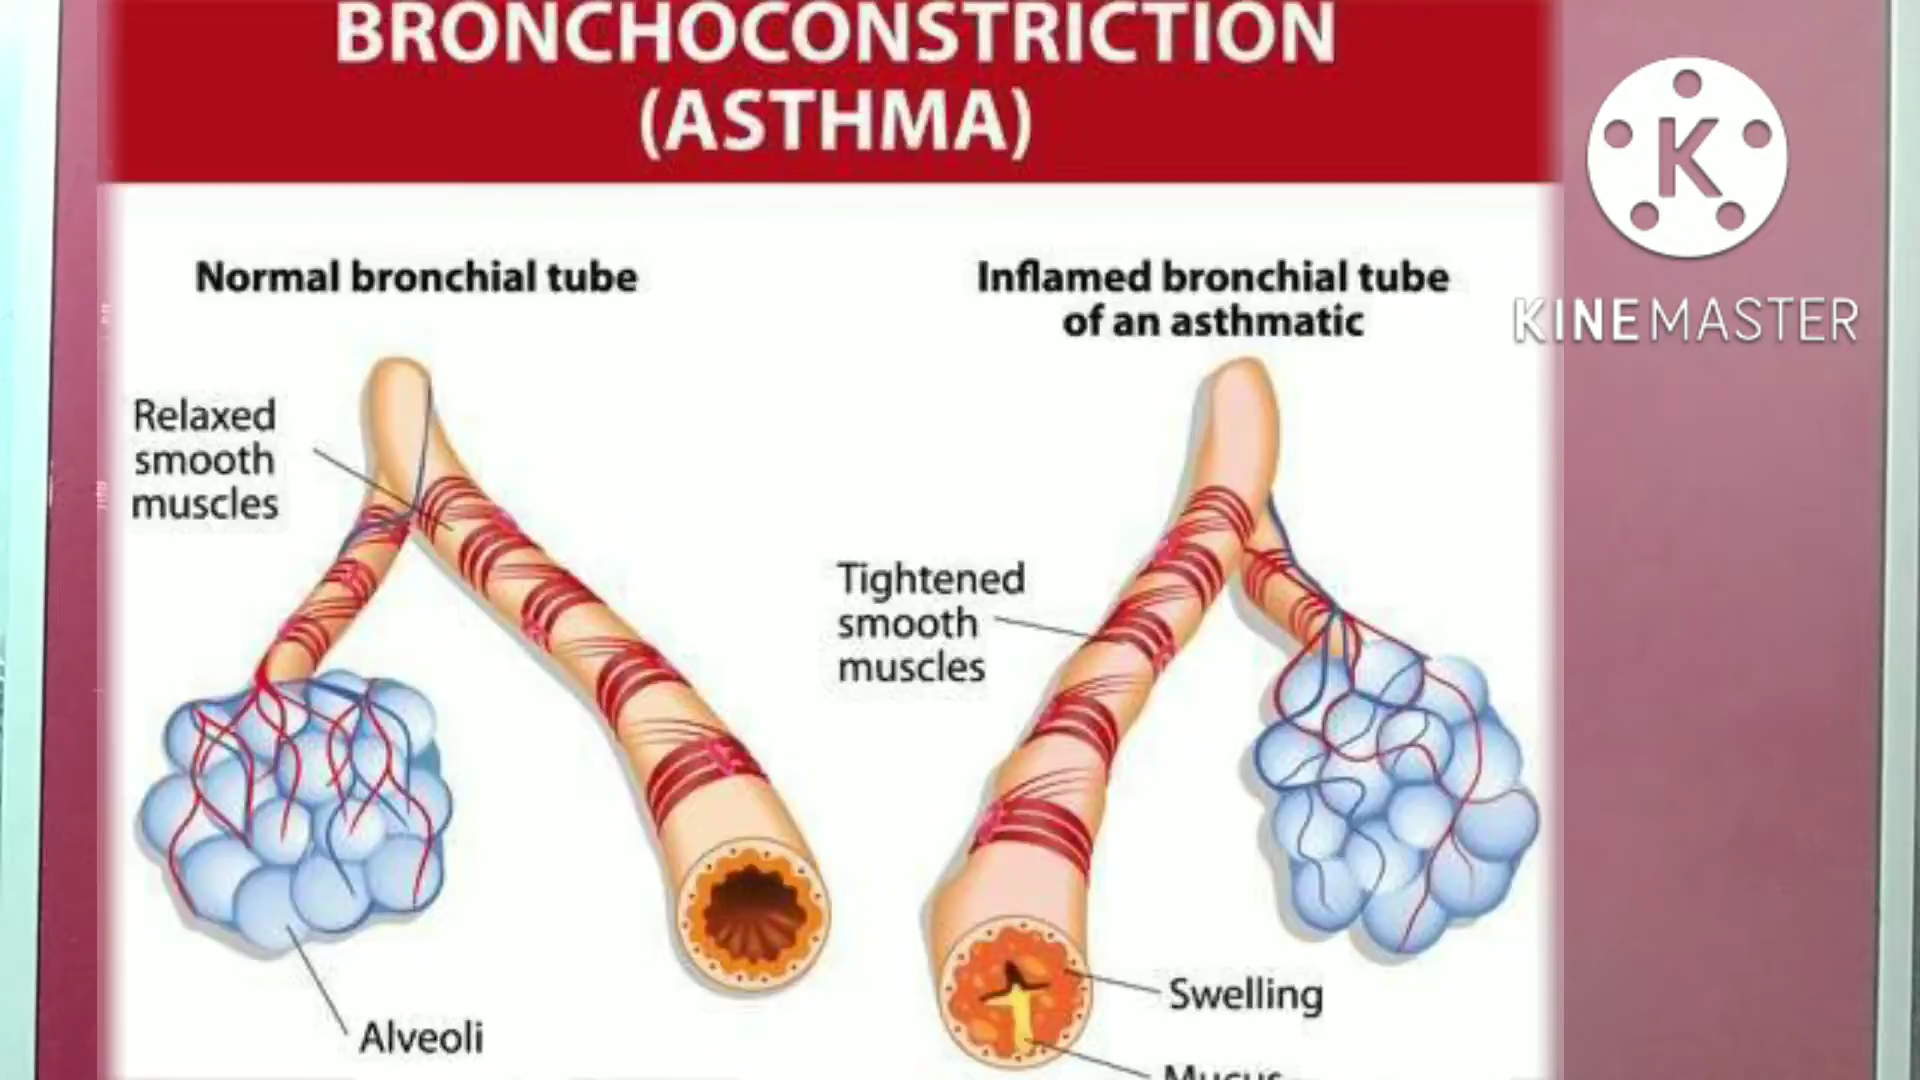 BRONCHOCONSTRICTION
(ASTHMA)
Normal bronchial tube
Inflamed bronchial tube
of an asthmatic
Relaxed
smooth
muscles
Tightened
smooth
muscles
Alveoli
Swelling
Mucus
K
KINEMASTER